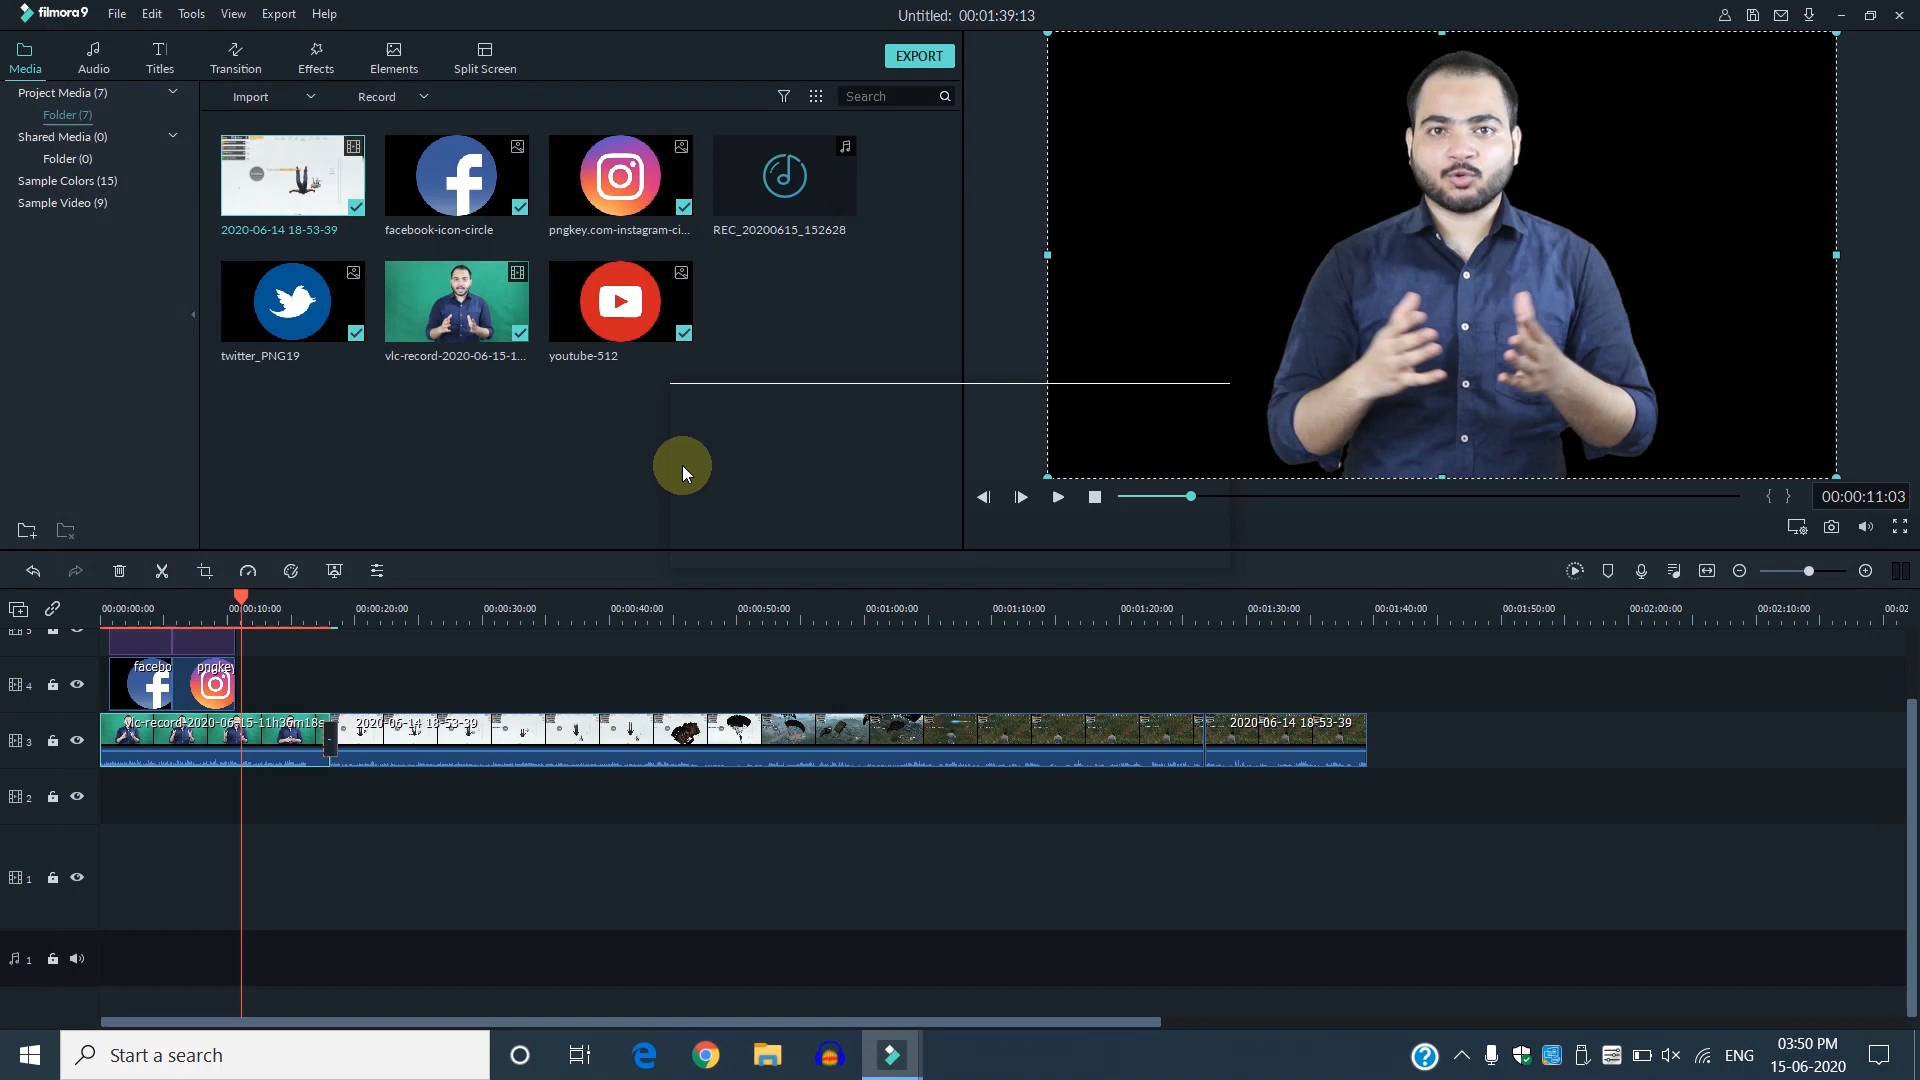 filmora9 File Edit Tools View Export Help
Untitled: 00:01:39:13
Media Audio Titles Transition Effects Elements Split Screen
EXPORT
Project Media (7)
Folder (7)
Shared Media (0)
Folder (0)
Sample Colors (15)
Sample Video (9)
Import Record Search
2020-06-14 18-53-39 facebook-icon-circle pngkey.com-instagram-ci... REC_20200615_152628
twitter_PNG19 vlc-record-2020-06-15-1... youtube-512
00:00:11:03
00:00:00:00 00:00:10:00 00:00:20:00 00:00:30:00 00:00:40:00 00:00:50:00 00:01:00:00 00:01:10:00 00:01:20:00 00:01:30:00 00:01:40:00 00:01:50:00 00:02:00:00 00:02:10:00 00:02
4 facebo pngkey
3 vlc-record-2020-06-15-11h36m18s 2020-06-14 18-53-39 2020-06-14 18-53-39
2
1
1
Start a search
ENG
03:50 PM
15-06-2020